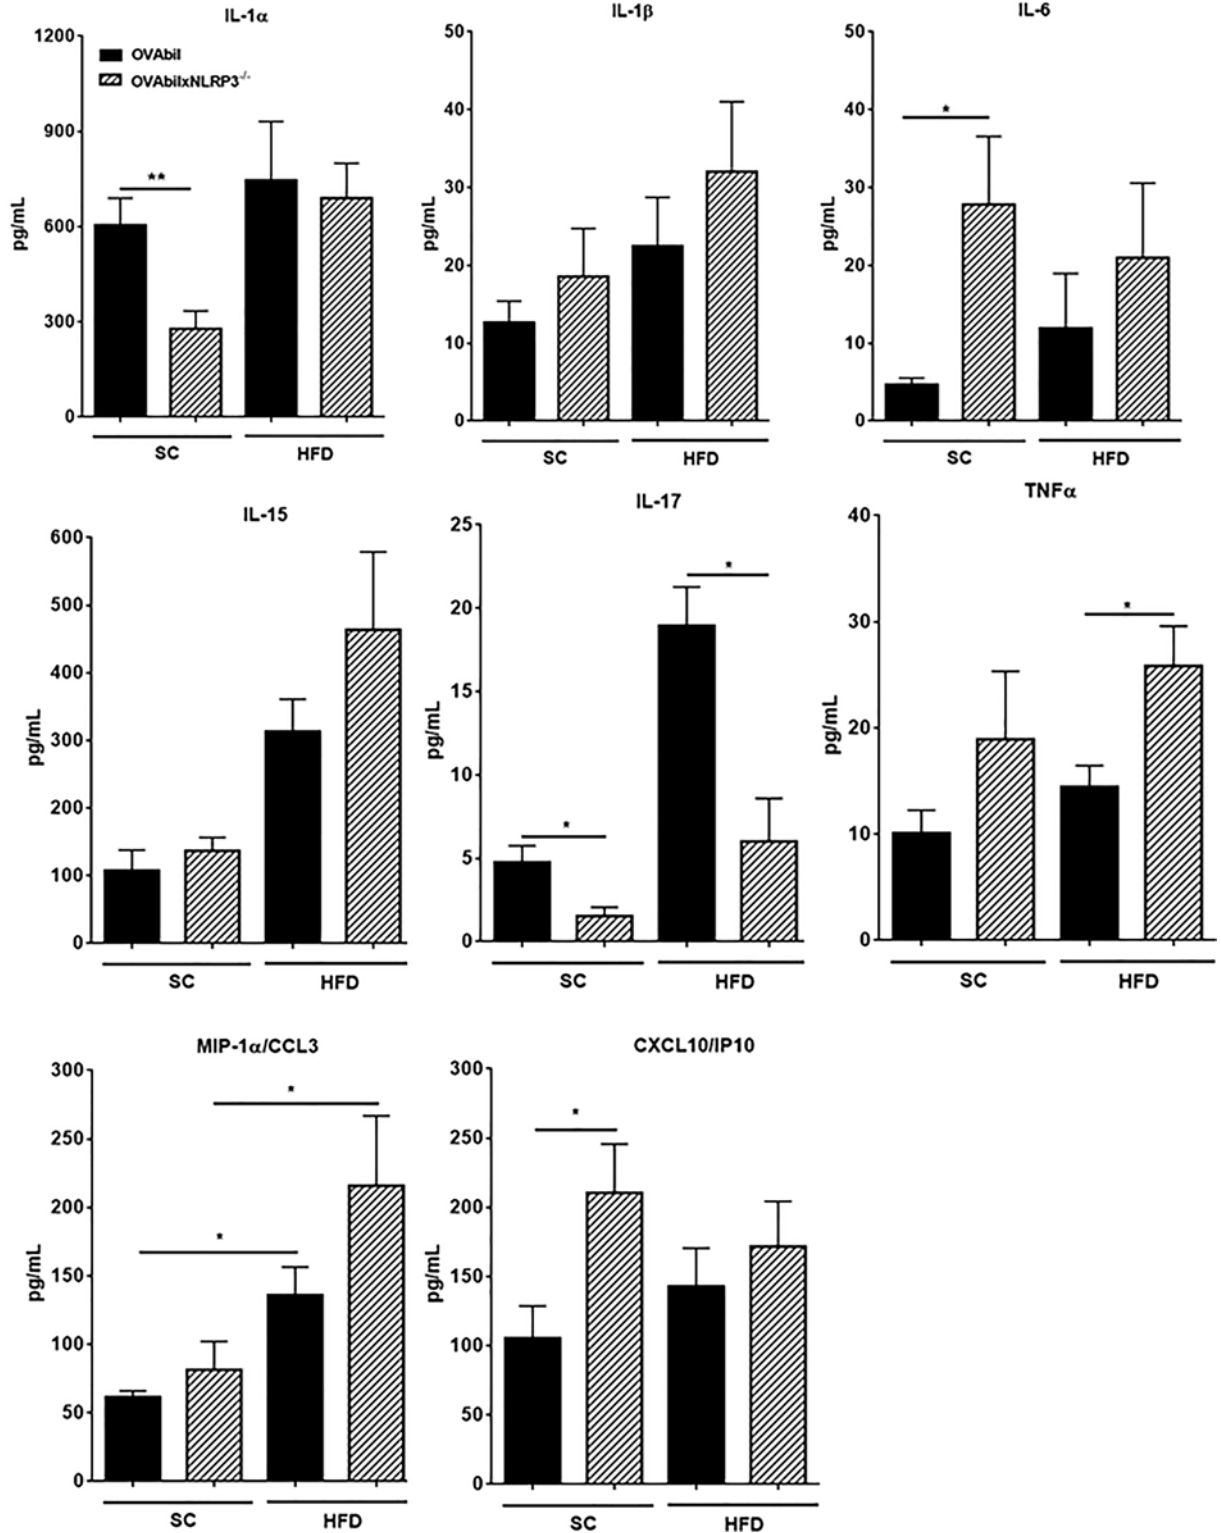 IL-1α
1200
900
600
300
0
pg/mL
OVAbil
OVAbilxNLRP3-/-
**
SC
HFD
IL-1β
50
40
30
20
10
0
pg/mL
SC
HFD
IL-6
50
40
30
20
10
0
pg/mL
*
SC
HFD
IL-15
600
500
400
300
200
100
0
pg/mL
SC
HFD
IL-17
25
20
15
10
5
0
pg/mL
*
*
SC
HFD
TNFα
40
30
20
10
0
pg/mL
*
SC
HFD
MIP-1α/CCL3
300
250
200
150
100
50
0
pg/mL
*
*
SC
HFD
CXCL10/IP10
300
250
200
150
100
50
0
pg/mL
*
SC
HFD